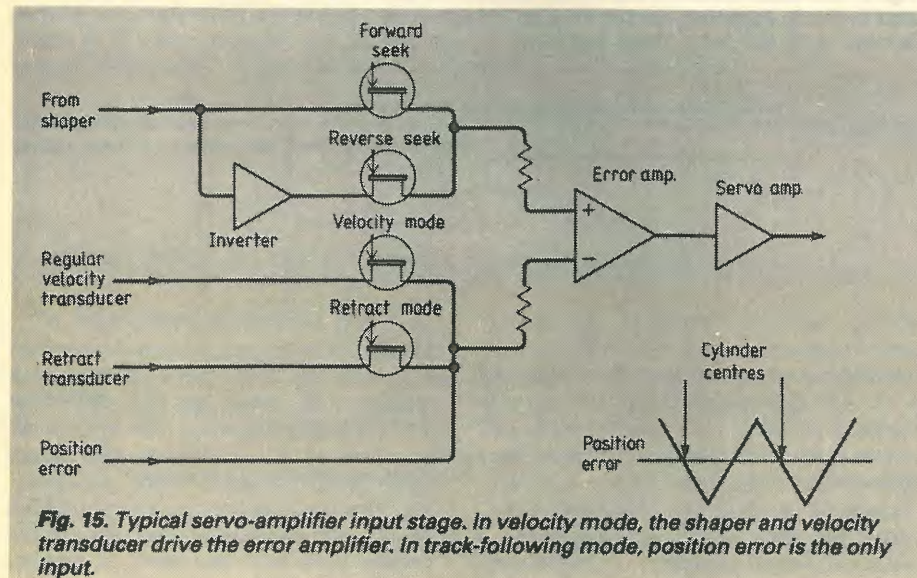 Forward
seek
From
shaper
Reverse seek
Error amp.
Servo amp.
+
−
Inverter
Velocity mode
Regular
velocity
transducer
Retract mode
Retract
transducer
Cylinder
centres
Position
error
Position
error
Fig. 15. Typical servo-amplifier input stage. In velocity mode, the shaper and velocity
transducer drive the error amplifier. In track-following mode, position error is the only
input.